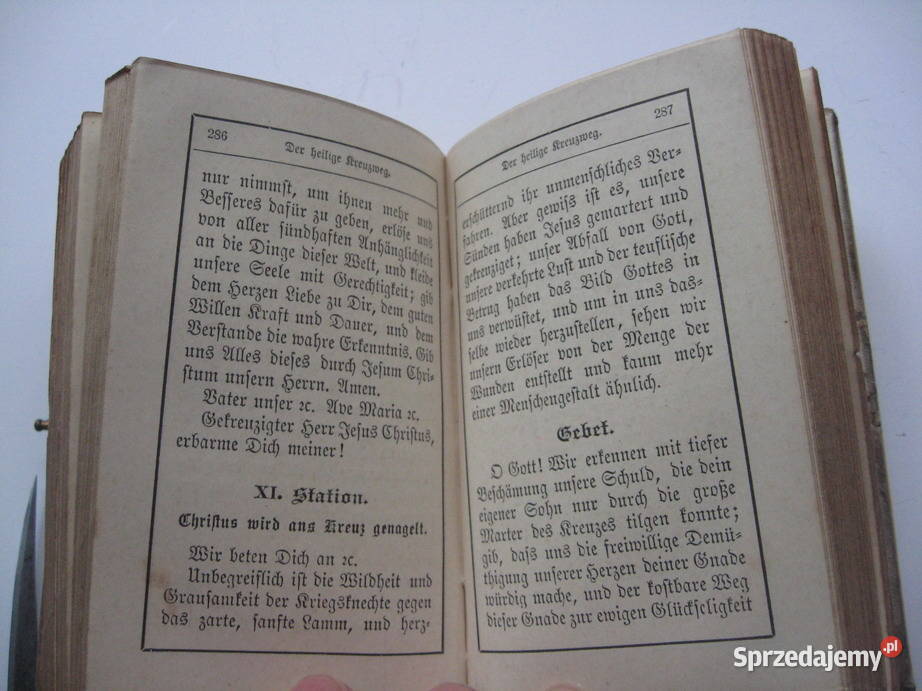 286
Der heilige Kreuzweg.
nur nimmst, um ihnen mehr und
Besseres dafür zu geben, erlöse uns
von aller sündhaften Anhänglichkeit
an die Dinge dieser Welt, und kleide
unsere Seele mit Gerechtigkeit; gib
dem Herzen Liebe zu Dir, dem guten
Willen Kraft und Dauer, und dem
Verstande die wahre Erkenntnis. Gib
uns Alles dieses durch Jesum Chri-
stum unsern Herrn. Amen.
Vater unser ꝛc. Ave Maria ꝛc.
Gekreuzigter Herr Jesus Christus,
erbarme Dich meiner!
XI. Station.
Christus wird ans Kreuz genagelt.
Wir beten Dich an ꝛc.
Unbegreiflich ist die Wildheit und
Grausamkeit der Kriegsknechte gegen
das zarte, sanfte Lamm, und herz-
287
Der heilige Kreuzweg.
erschütternd ihr unmenschliches Ver-
fahren. Aber gewiss ist es, unsere
Sünden haben Jesus gemartert und
gekreuziget; unser Abfall von Gott,
unsere verkehrte Lust und der teuflische
Betrug haben das Bild Gottes in
uns verwüstet, und um in uns das-
selbe wieder herzustellen, sehen wir
unsern Erlöser von der Menge der
Wunden entstellt und kaum mehr
einer Menschengestalt ähnlich.
Gebet.
O Gott! Wir erkennen mit tiefer
Beschämung unsere Schuld, die dein
eigener Sohn nur durch die große
Marter des Kreuzes tilgen konnte;
gib, dass uns die freiwillige Demü-
thigung unserer Herzen deiner Gnade
würdig mache, und der kostbare Weg
dieser Gnade zur ewigen Glückseligkeit
Sprzedajemy.pl